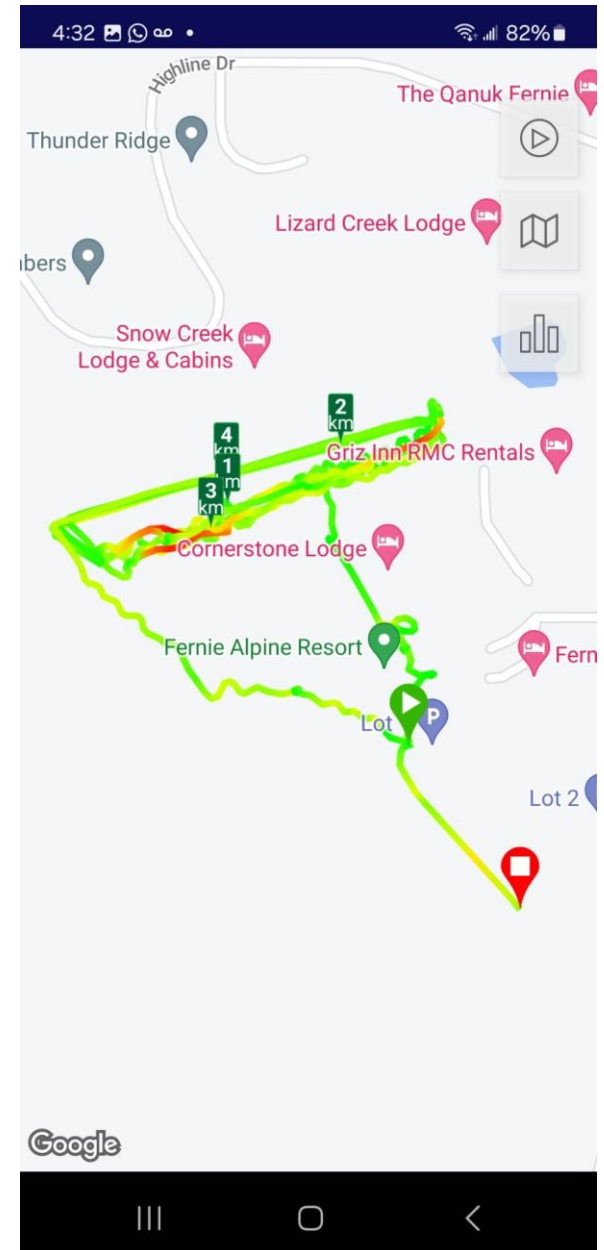 4:32
82%
Highline Dr
The Qanuk Fernie
Thunder Ridge
Lizard Creek Lodge
bers
Snow Creek
Lodge & Cabins
2
km
4
km
Griz Inn RMC Rentals
1
m
3
km
Cornerstone Lodge
Fernie Alpine Resort
Fern
Lot
P
Lot 2
Google